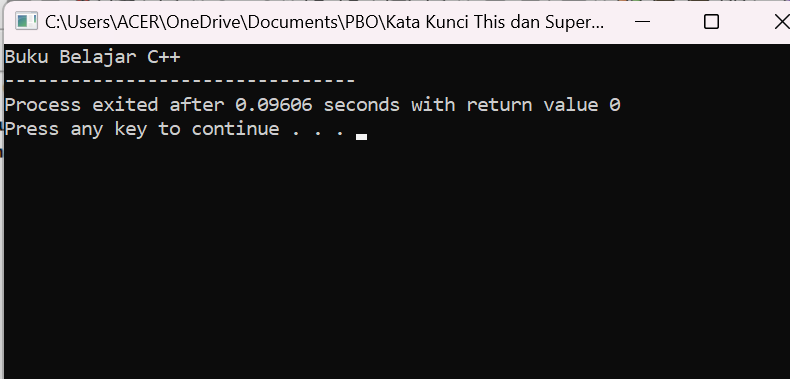 C:\Users\ACER\OneDrive\Documents\PBO\Kata Kunci This dan Super...
Buku Belajar C++
--------------------------------
Process exited after 0.09606 seconds with return value 0
Press any key to continue . . .